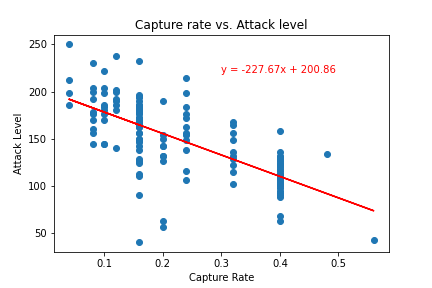 Capture rate vs. Attack level
y = -227.67x + 200.86
250
200
150
100
50
Attack Level
0.1 0.2 0.3 0.4 0.5
Capture Rate